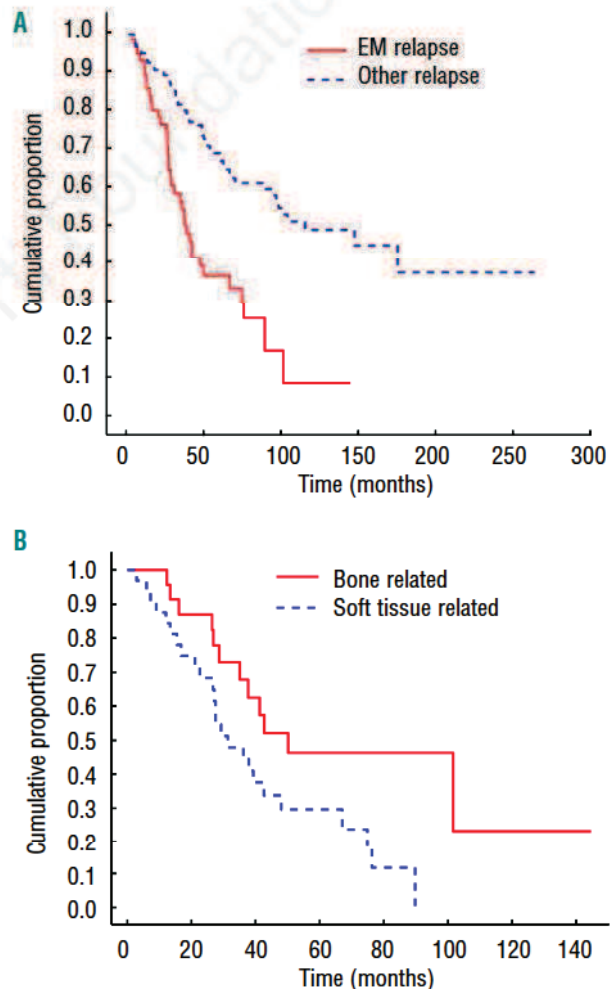 A
1.0
0.9
0.8
0.7
0.6
0.5
0.4
0.3
0.2
0.1
0.0
Cumulative proportion
EM relapse
Other relapse
0 50 100 150 200 250 300
Time (months)
B
1.0
0.9
0.8
0.7
0.6
0.5
0.4
0.3
0.2
0.1
0.0
Cumulative proportion
Bone related
Soft tissue related
0 20 40 60 80 100 120 140
Time (months)